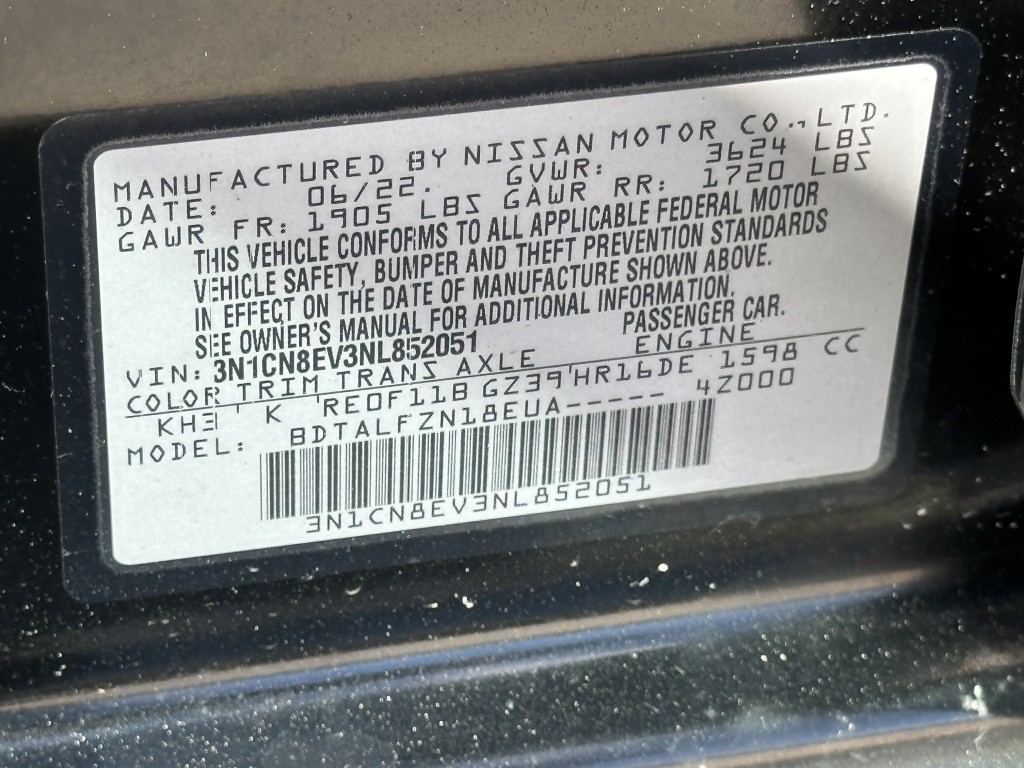 MANUFACTURED BY NISSAN MOTOR CO., LTD.
DATE: 06/22. GVWR: 3624 LBS
GAWR FR: 1905 LBS GAWR RR: 1720 LBS
THIS VEHICLE CONFORMS TO ALL APPLICABLE FEDERAL MOTOR
VEHICLE SAFETY, BUMPER AND THEFT PREVENTION STANDARDS
IN EFFECT ON THE DATE OF MANUFACTURE SHOWN ABOVE.
SEE OWNER'S MANUAL FOR ADDITIONAL INFORMATION.
VIN: 3N1CN8EV3NL852051 PASSENGER CAR.
COLOR TRIM TRANS AXLE ENGINE
KH3 K RE0F11B GZ39 HR16DE 1598 CC
MODEL: BDTALFZN18EUA----- 4Z000
3N1CN8EV3NL852051